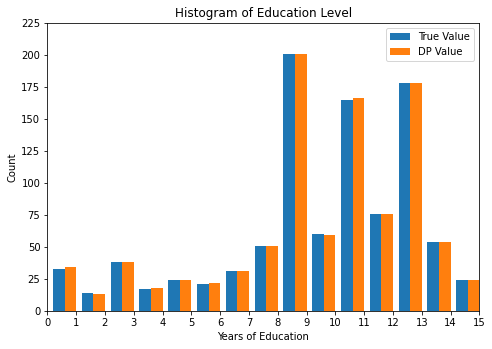 Histogram of Education Level
True Value
DP Value
Count
225
200
175
150
125
100
75
50
25
0
0 1 2 3 4 5 6 7 8 9 10 11 12 13 14 15
Years of Education